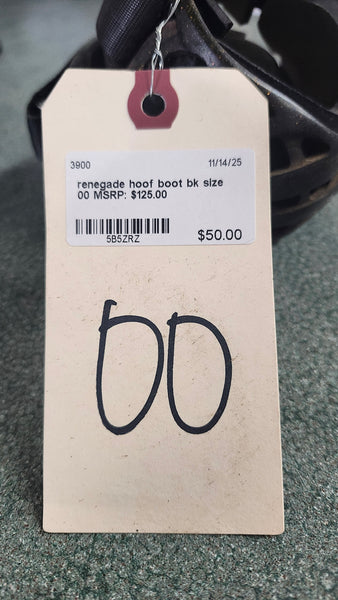 3900 11/14/25
renegade hoof boot bk size
00 MSRP: $125.00
5B5ZRZ $50.00
00